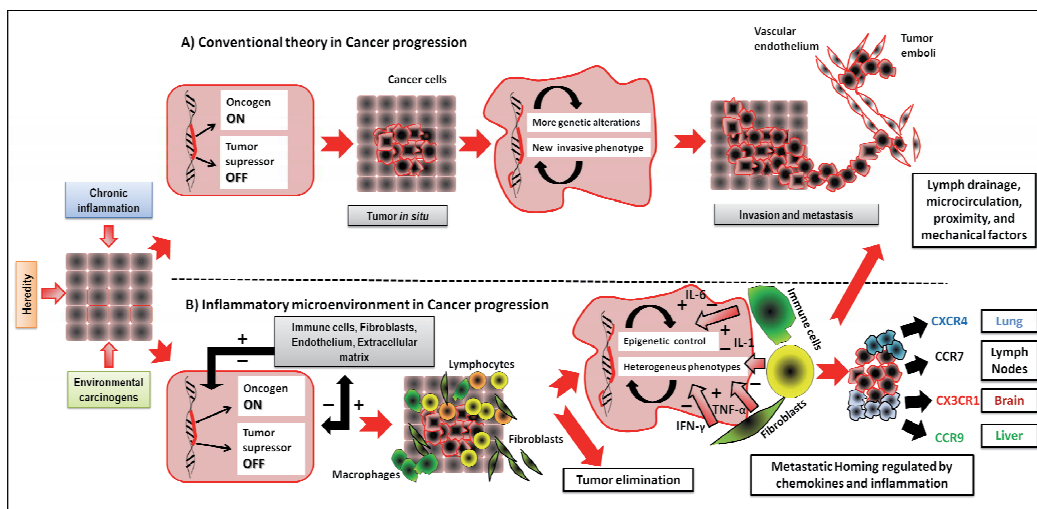 A) Conventional theory in Cancer progression
Vascular
endothelium
Tumor
emboli
Cancer cells
Oncogen
ON
Tumor
supressor
OFF
More genetic alterations
New invasive phenotype
Tumor in situ
Invasion and metastasis
Lymph drainage,
microcirculation,
proximity, and
mechanical factors
Chronic
inflammation
Heredity
Environmental
carcinogens
B) Inflammatory microenvironment in Cancer progression
+
−
Immune cells, Fibroblasts,
Endothelium, Extracellular
matrix
Oncogen
ON
Tumor
supressor
OFF
− +
Lymphocytes
Fibroblasts
Macrophages
Tumor elimination
IL-6
+ −
Epigenetic control
Heterogeneus phenotypes
+
− IL-1
+ −
TNF-α
− +
IFN-γ
Immune cells
Fibroblasts
CXCR4 Lung
CCR7 Lymph
Nodes
CX3CR1 Brain
CCR9 Liver
Metastatic Homing regulated by
chemokines and inflammation